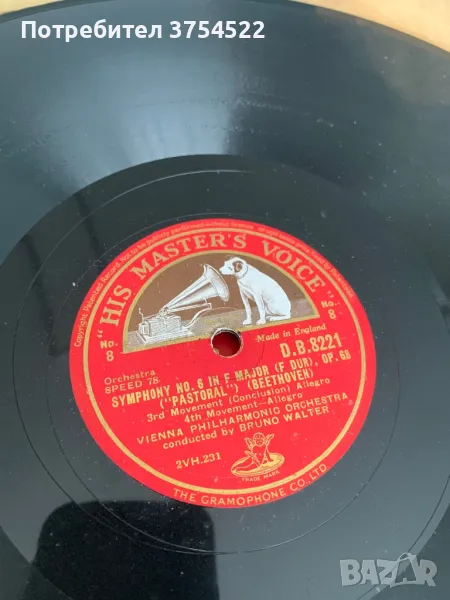 Потребител 3754522
Copyright
"HIS MASTER'S VOICE"
No. 8
No. 8
Made in England
Orchestra
SPEED 78
D.B.8221
SYMPHONY NO. 6 IN F MAJOR (F DUR), OP. 68
("PASTORAL") (BEETHOVEN)
3rd Movement (Conclusion) Allegro
4th Movement—Allegro
VIENNA PHILHARMONIC ORCHESTRA
conducted by BRUNO WALTER
2VH.231
TRADE MARK
THE GRAMOPHONE CO., LTD.
bazar